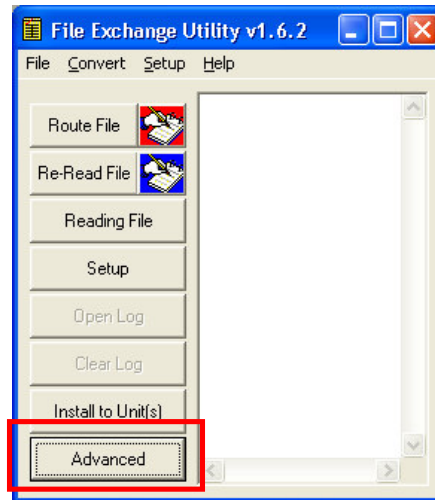 File Exchange Utility v1.6.2
File Convert Setup Help
Route File
Re-Read File
Reading File
Setup
Open Log
Clear Log
Install to Unit(s)
Advanced